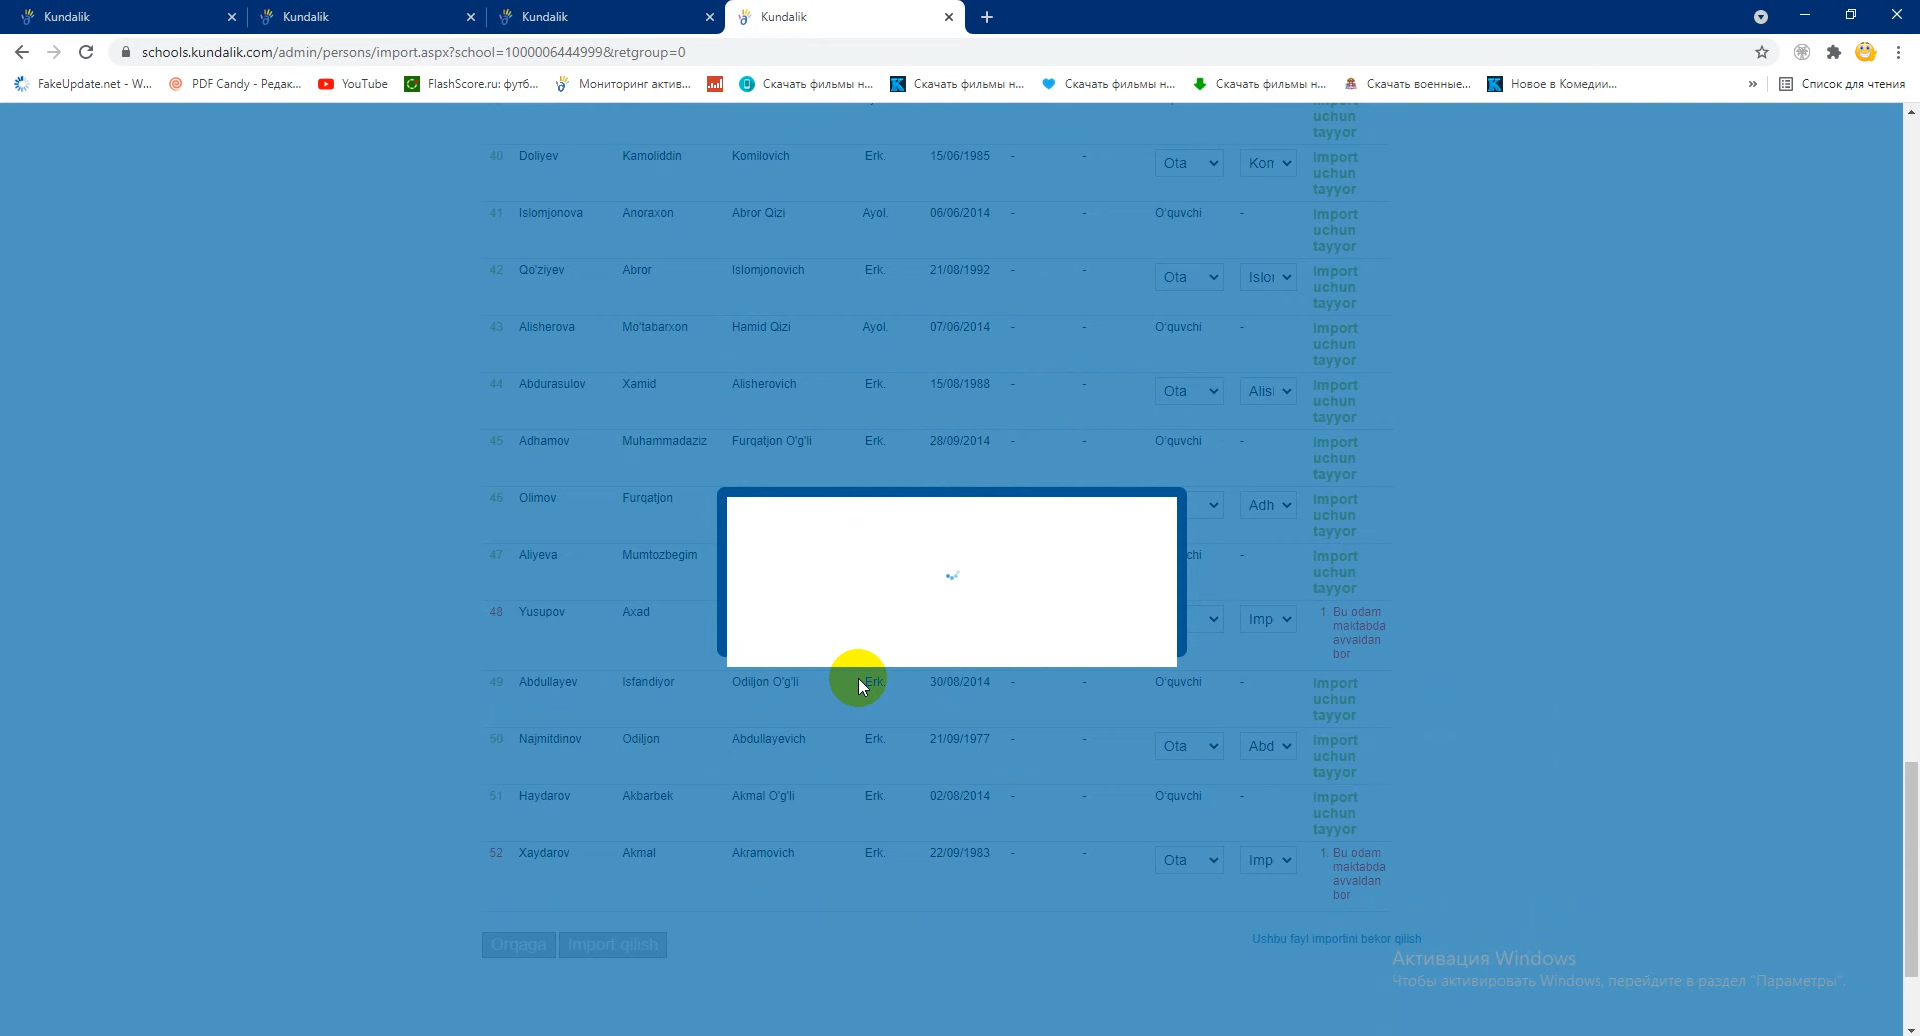 Kundalik
Kundalik
Kundalik
Kundalik
schools.kundalik.com/admin/persons/import.aspx?school=1000006444999&retgroup=0
FakeUpdate.net - W...
PDF Candy - Редак...
YouTube
FlashScore.ru: футб...
Мониторинг актив...
Скачать фильмы н...
Скачать фильмы н...
Скачать фильмы н...
Скачать фильмы н...
Скачать военные...
Новое в Комедии...
»
Список для чтения
uchun
tayyor
40 Doliyev Kamoliddin Komilovich Erk. 15/06/1985 - - Ota Kom Import
uchun
tayyor
41 Islomjonova Anoraxon Abror Qizi Ayol. 06/06/2014 - - O'quvchi - Import
uchun
tayyor
42 Qo'ziyev Abror Islomjonovich Erk. 21/08/1992 - - Ota Islo Import
uchun
tayyor
43 Alisherova Mo'tabarxon Hamid Qizi Ayol. 07/06/2014 - - O'quvchi - Import
uchun
tayyor
44 Abdurasulov Xamid Alisherovich Erk. 15/08/1988 - - Ota Alis Import
uchun
tayyor
45 Adhamov Muhammadaziz Furqatjon O'g'li Erk. 28/09/2014 - - O'quvchi - Import
uchun
tayyor
46 Olimov Furqatjon Adh Import
uchun
tayyor
47 Aliyeva Mumtozbegim chi - Import
uchun
tayyor
48 Yusupov Axad Imp 1. Bu odam
maktabda
avvaldan
bor
49 Abdullayev Isfandiyor Odiljon O'g'li Erk. 30/08/2014 - - O'quvchi - Import
uchun
tayyor
50 Najmitdinov Odiljon Abdullayevich Erk. 21/09/1977 - - Ota Abd Import
uchun
tayyor
51 Haydarov Akbarbek Akmal O'g'li Erk. 02/08/2014 - - O'quvchi - Import
uchun
tayyor
52 Xaydarov Akmal Akramovich Erk. 22/09/1983 - - Ota Imp 1. Bu odam
maktabda
avvaldan
bor
Orqaga Import qilish
Ushbu fayl importini bekor qilish
Активация Windows
Чтобы активировать Windows, перейдите в раздел "Параметры".